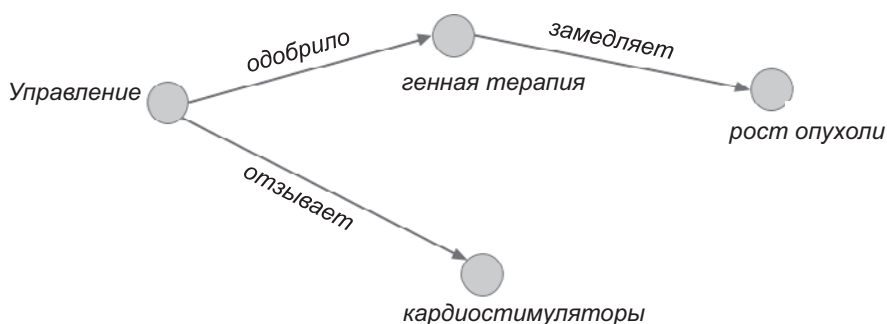 замедляет
одобрило
генная терапия
Управление
рост опухоли
отзывает
кардиостимуляторы